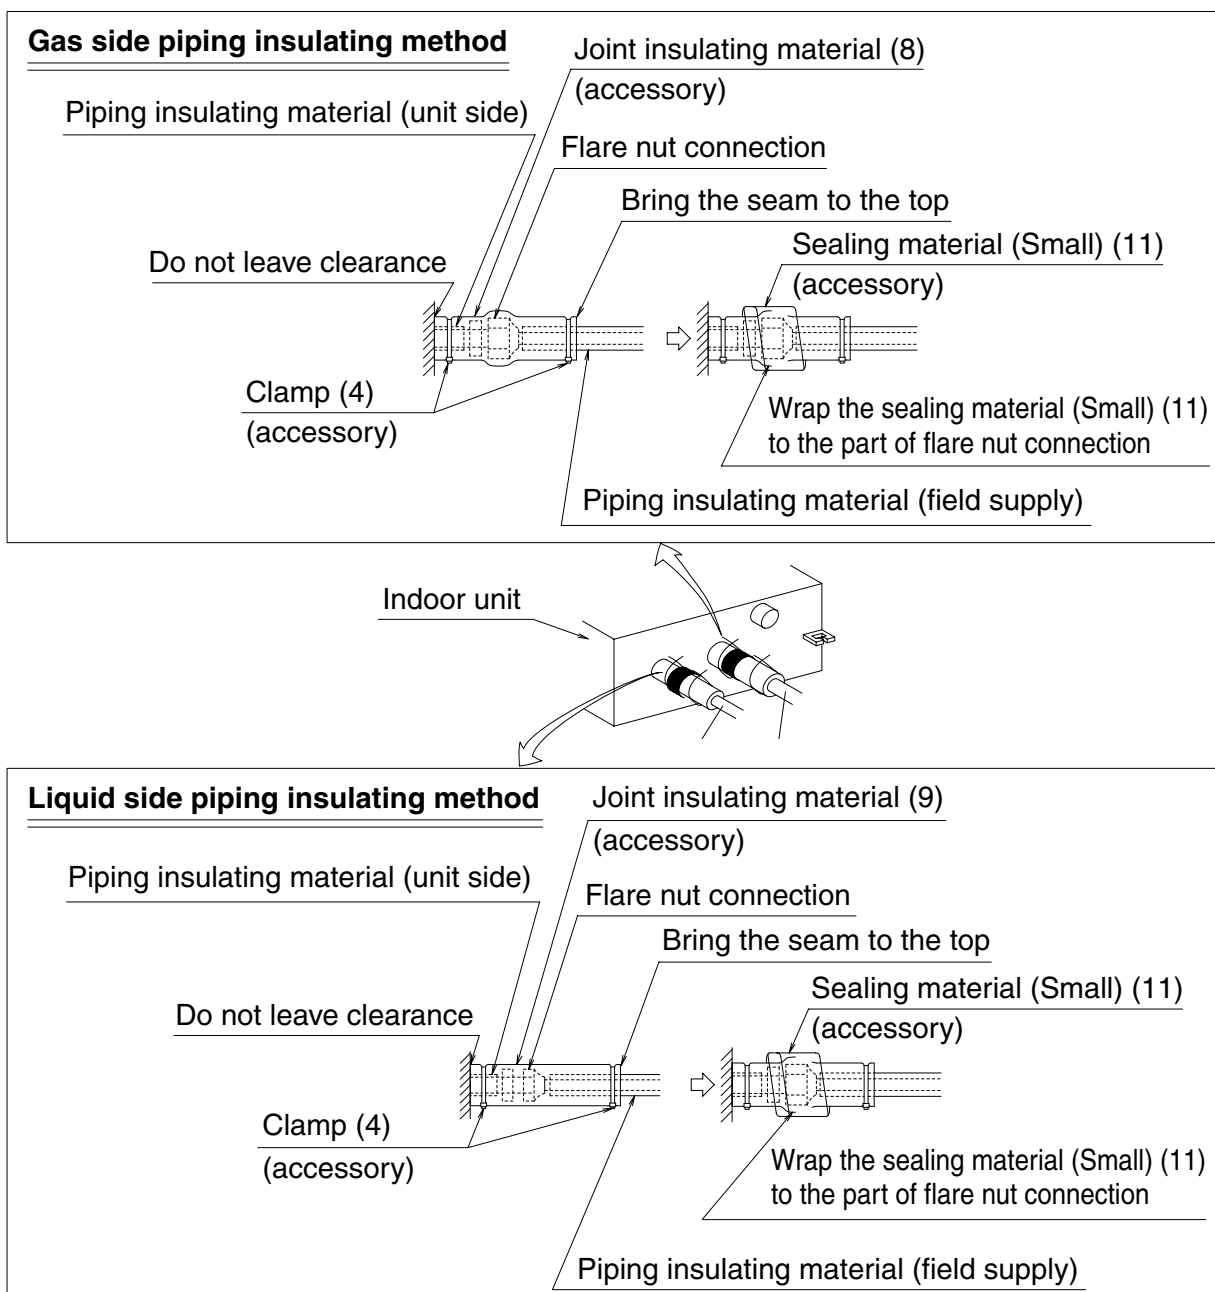 Gas side piping insulating method
Joint insulating material (8)
(accessory)
Piping insulating material (unit side)
Flare nut connection
Bring the seam to the top
Sealing material (Small) (11)
(accessory)
Do not leave clearance
Clamp (4)
(accessory)
Wrap the sealing material (Small) (11)
to the part of flare nut connection
Piping insulating material (field supply)
Indoor unit
Liquid side piping insulating method
Joint insulating material (9)
(accessory)
Piping insulating material (unit side)
Flare nut connection
Bring the seam to the top
Sealing material (Small) (11)
(accessory)
Do not leave clearance
Clamp (4)
(accessory)
Wrap the sealing material (Small) (11)
to the part of flare nut connection
Piping insulating material (field supply)